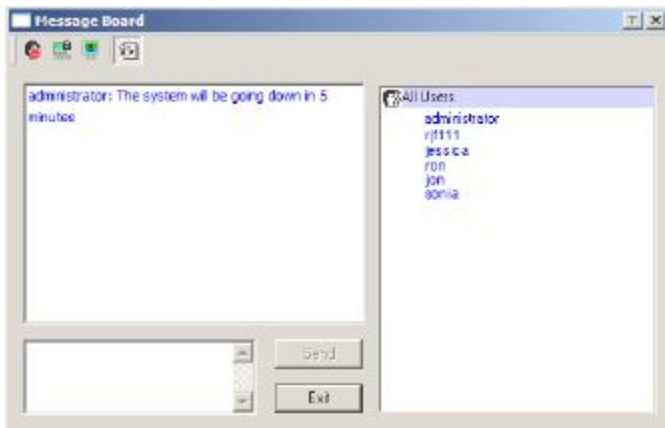 Message Board
administrator: The system will be going down in 5
minutes
All Users
administrator
rjf111
jessica
ron
jon
sonia
Send
Exit